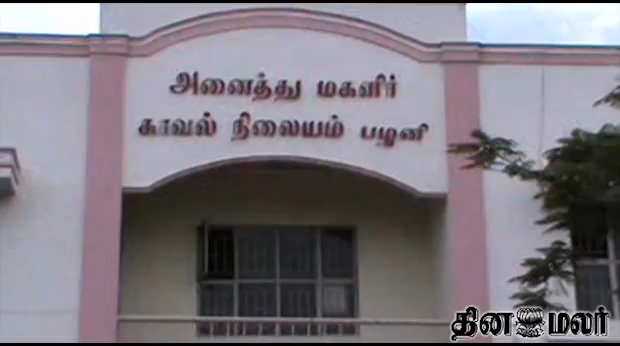 அனைத்து மகளிர்
காவல் நிலையம் பழனி
தினமலர்